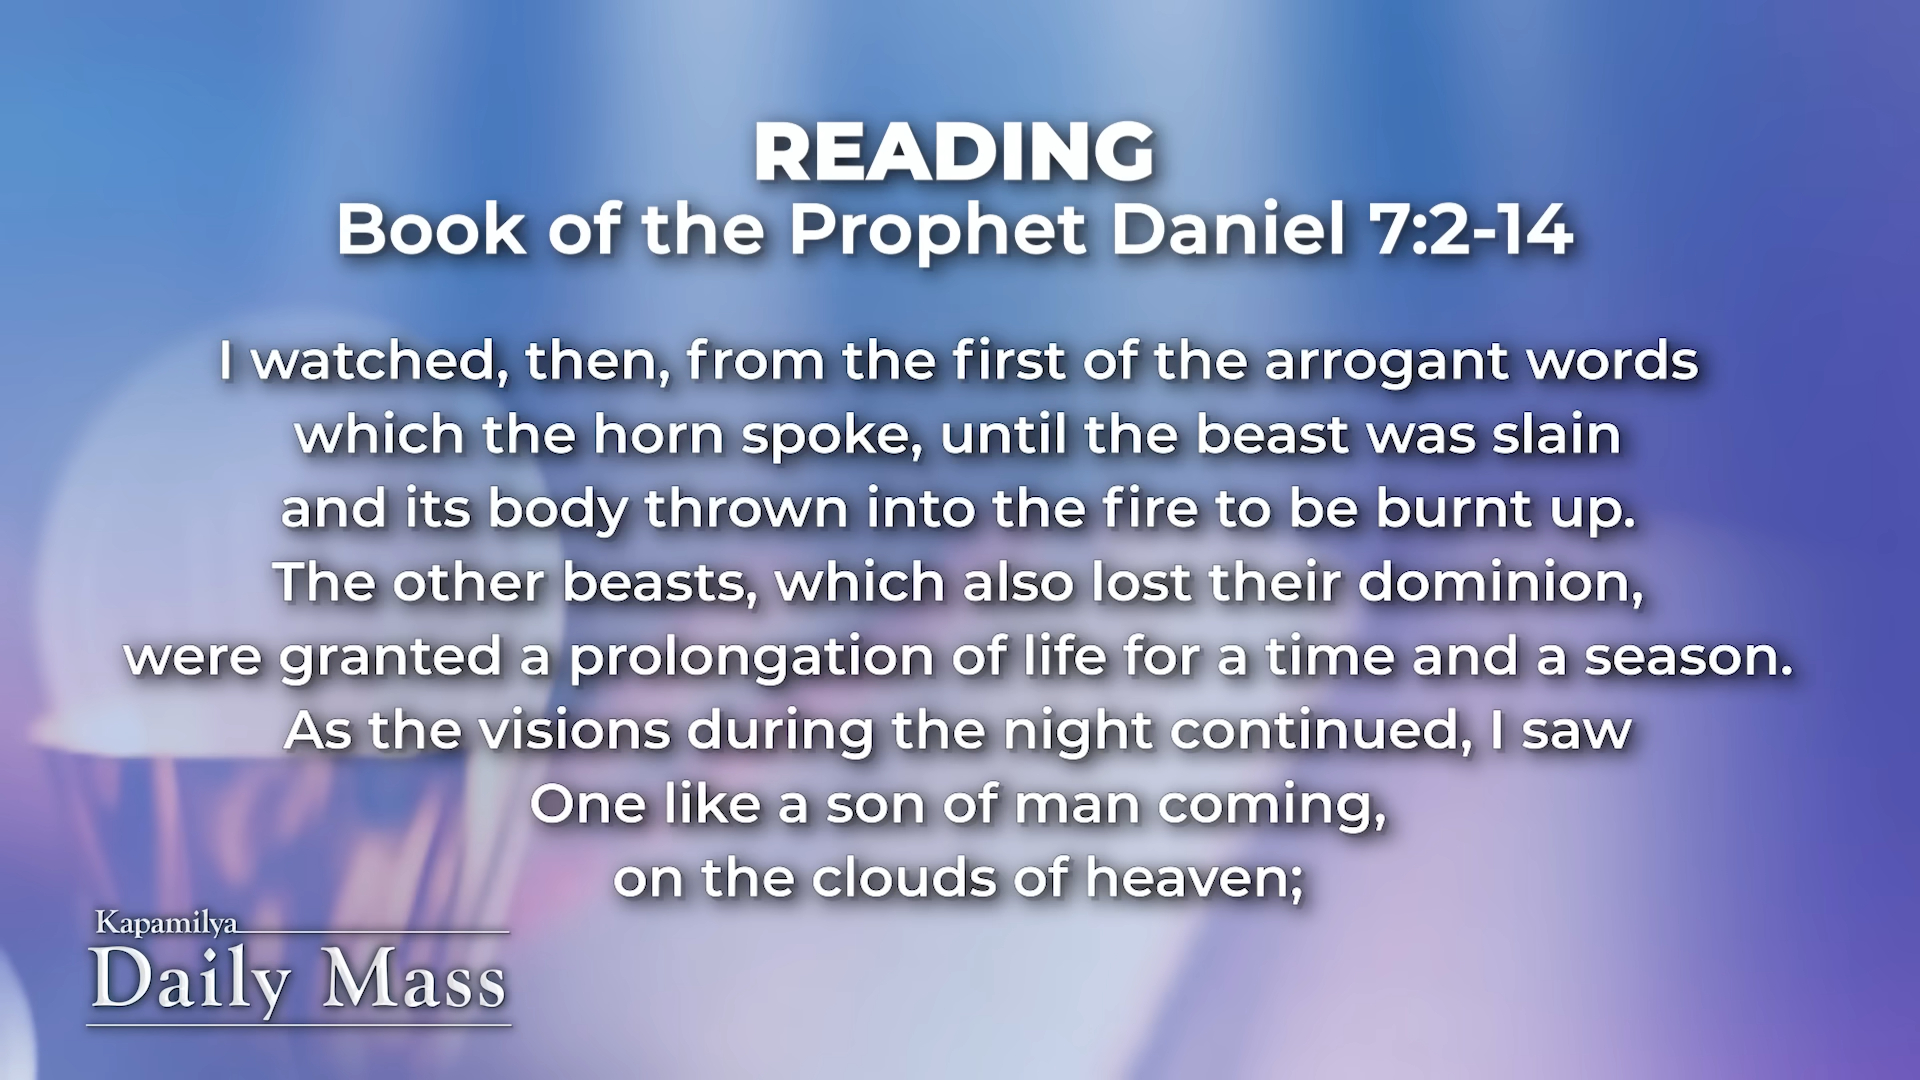 READING
Book of the Prophet Daniel 7:2-14
I watched, then, from the first of the arrogant words
which the horn spoke, until the beast was slain
and its body thrown into the fire to be burnt up.
The other beasts, which also lost their dominion,
were granted a prolongation of life for a time and a season.
As the visions during the night continued, I saw
One like a son of man coming,
on the clouds of heaven;
Kapamilya
Daily Mass